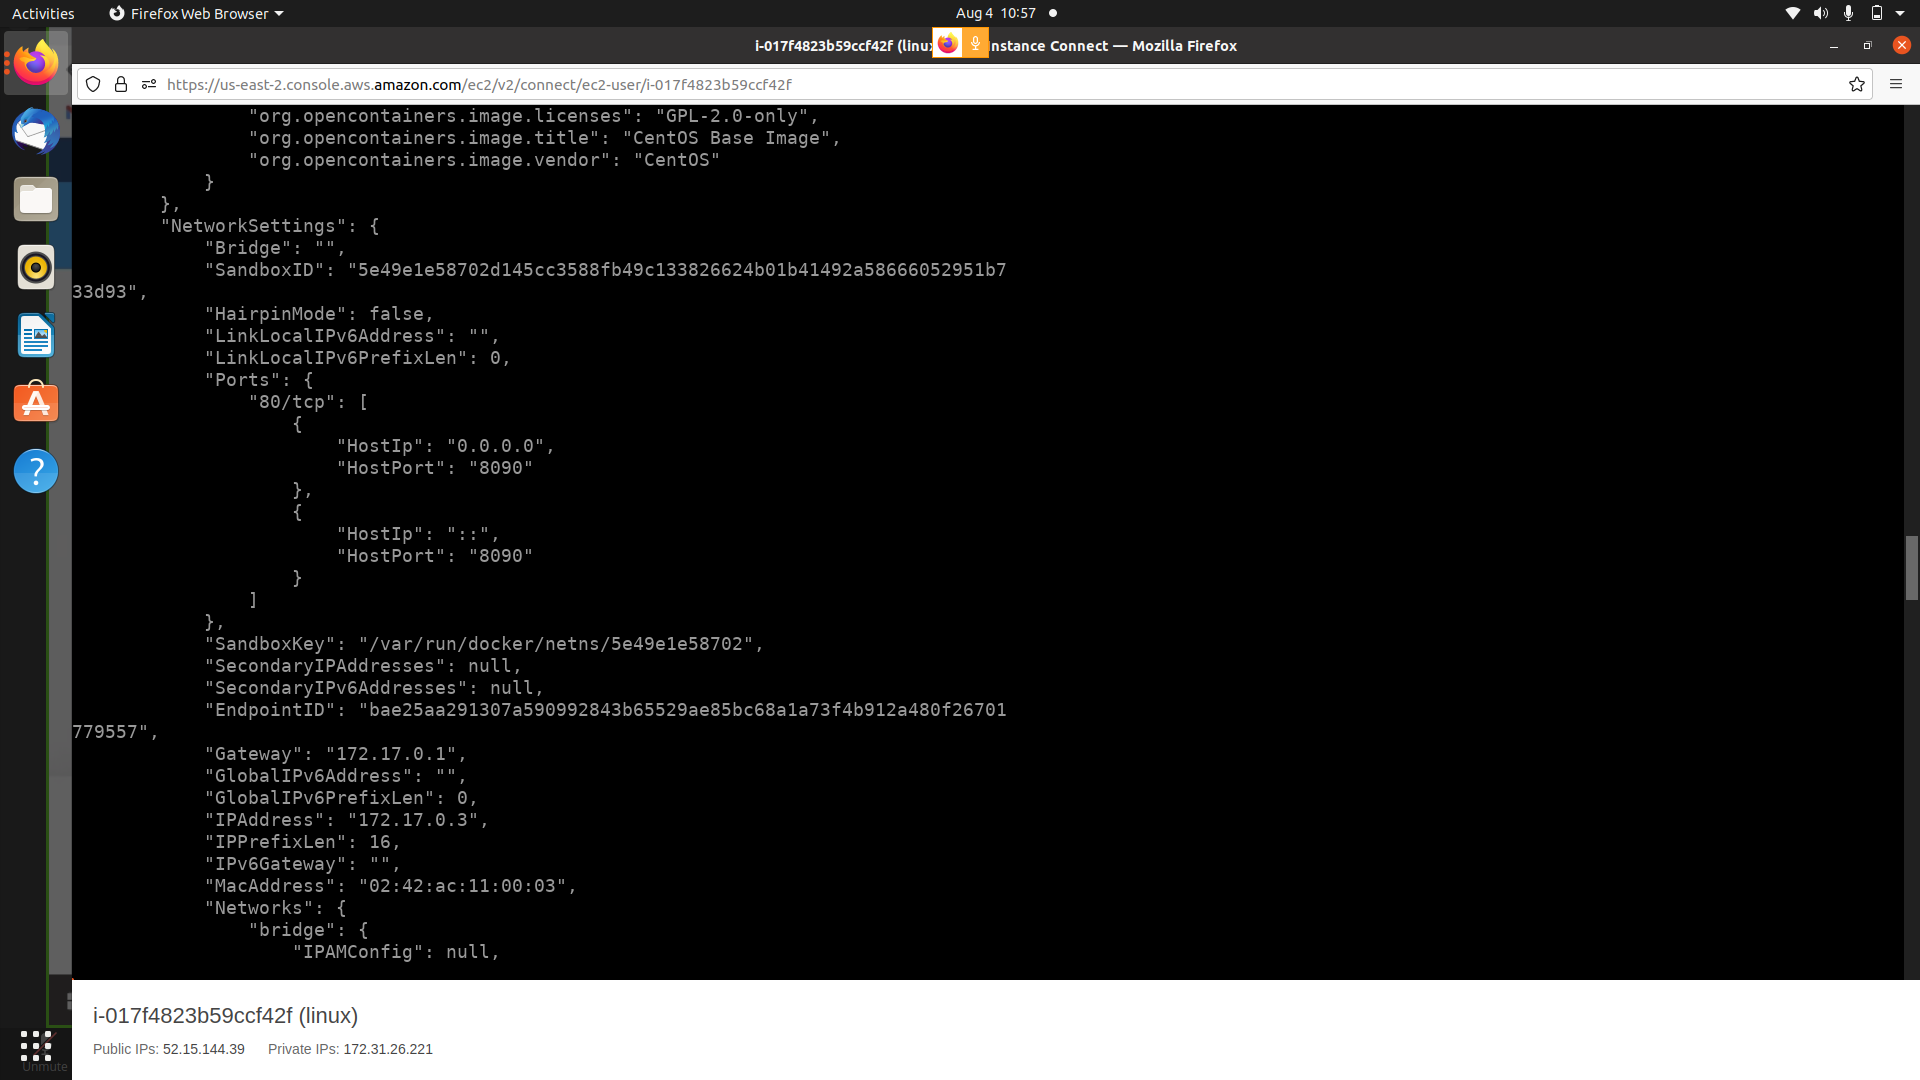 Activities
Firefox Web Browser
Aug 4 10:57
i-017f4823b59ccf42f (linux
nstance Connect — Mozilla Firefox
https://us-east-2.console.aws.amazon.com/ec2/v2/connect/ec2-user/i-017f4823b59ccf42f
"org.opencontainers.image.licenses": "GPL-2.0-only",
"org.opencontainers.image.title": "CentOS Base Image",
"org.opencontainers.image.vendor": "CentOS"
}
},
"NetworkSettings": {
"Bridge": "",
"SandboxID": "5e49e1e58702d145cc3588fb49c133826624b01b41492a58666052951b7
33d93",
"HairpinMode": false,
"LinkLocalIPv6Address": "",
"LinkLocalIPv6PrefixLen": 0,
"Ports": {
"80/tcp": [
{
"HostIp": "0.0.0.0",
"HostPort": "8090"
},
{
"HostIp": "::",
"HostPort": "8090"
}
]
},
"SandboxKey": "/var/run/docker/netns/5e49e1e58702",
"SecondaryIPAddresses": null,
"SecondaryIPv6Addresses": null,
"EndpointID": "bae25aa291307a590992843b65529ae85bc68a1a73f4b912a480f26701
779557",
"Gateway": "172.17.0.1",
"GlobalIPv6Address": "",
"GlobalIPv6PrefixLen": 0,
"IPAddress": "172.17.0.3",
"IPPrefixLen": 16,
"IPv6Gateway": "",
"MacAddress": "02:42:ac:11:00:03",
"Networks": {
"bridge": {
"IPAMConfig": null,
i-017f4823b59ccf42f (linux)
Public IPs: 52.15.144.39 Private IPs: 172.31.26.221
Unmute